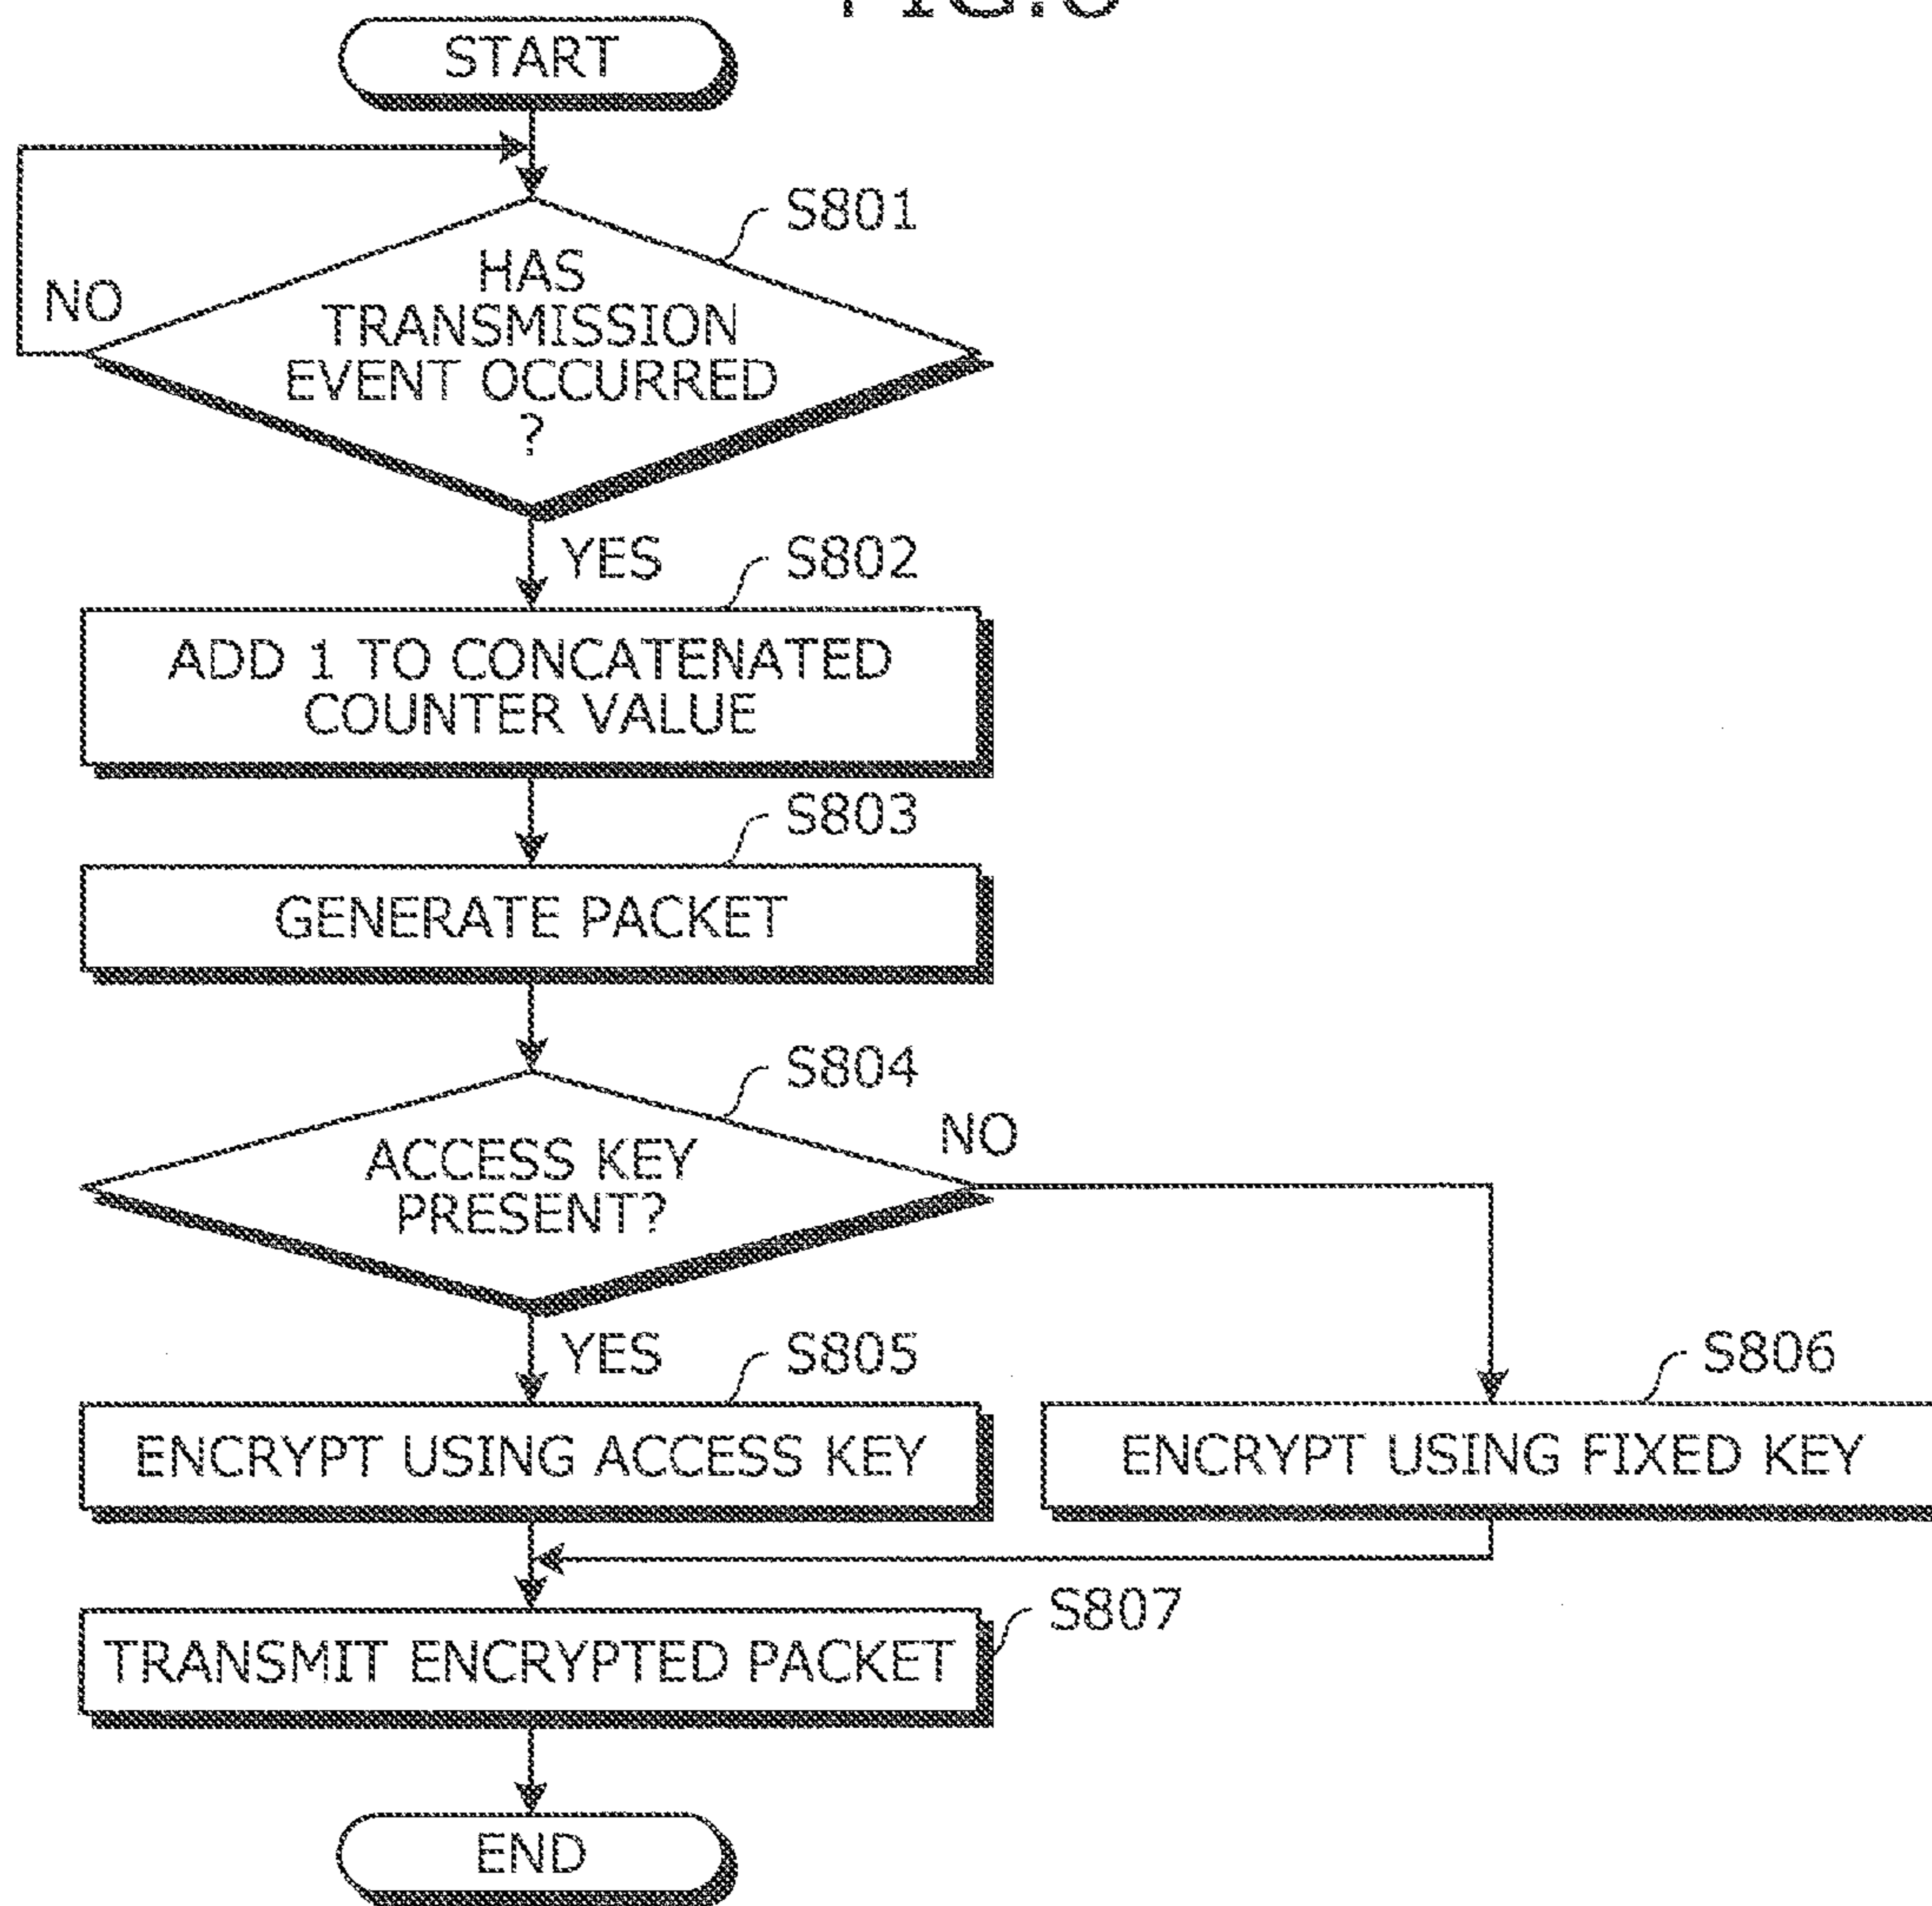 START
S801
HAS
TRANSMISSION
EVENT OCCURRED
?
NO
YES
S802
ADD 1 TO CONCATENATED
COUNTER VALUE
S803
GENERATE PACKET
S804
ACCESS KEY
PRESENT?
NO
YES
S805
ENCRYPT USING ACCESS KEY
S806
ENCRYPT USING FIXED KEY
S807
TRANSMIT ENCRYPTED PACKET
END